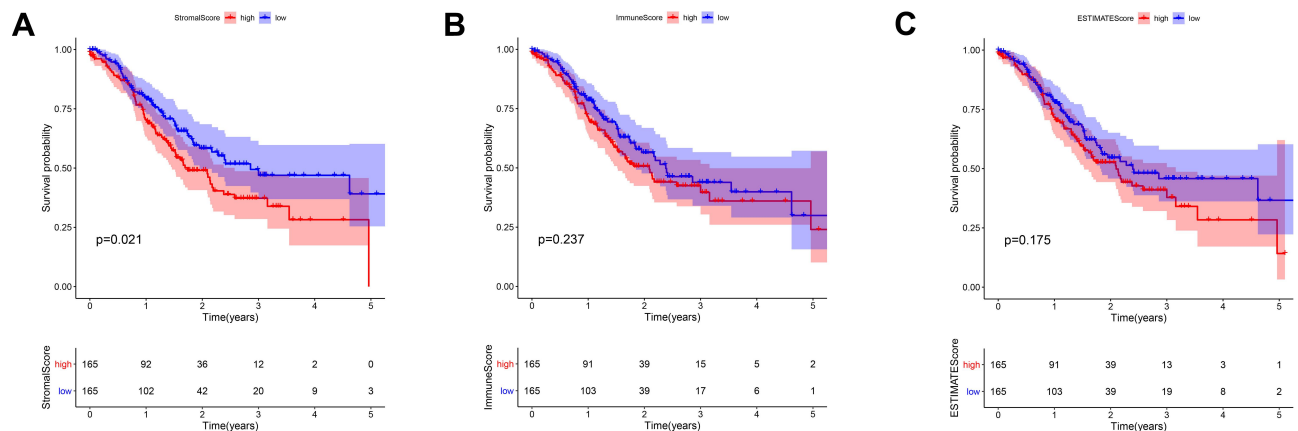 A
StromalScore high low
Survival probability
1.00
0.75
0.50
0.25
0.00
p=0.021
0 1 2 3 4 5
Time(years)
StromalScore
high 165 92 36 12 2 0
low 165 102 42 20 9 3
0 1 2 3 4 5
Time(years)
B
ImmuneScore high low
Survival probability
1.00
0.75
0.50
0.25
0.00
p=0.237
0 1 2 3 4 5
Time(years)
ImmuneScore
high 165 91 39 15 5 2
low 165 103 39 17 6 1
0 1 2 3 4 5
Time(years)
C
ESTIMATEScore high low
Survival probability
1.00
0.75
0.50
0.25
0.00
p=0.175
0 1 2 3 4 5
Time(years)
ESTIMATEScore
high 165 91 39 13 3 1
low 165 103 39 19 8 2
0 1 2 3 4 5
Time(years)